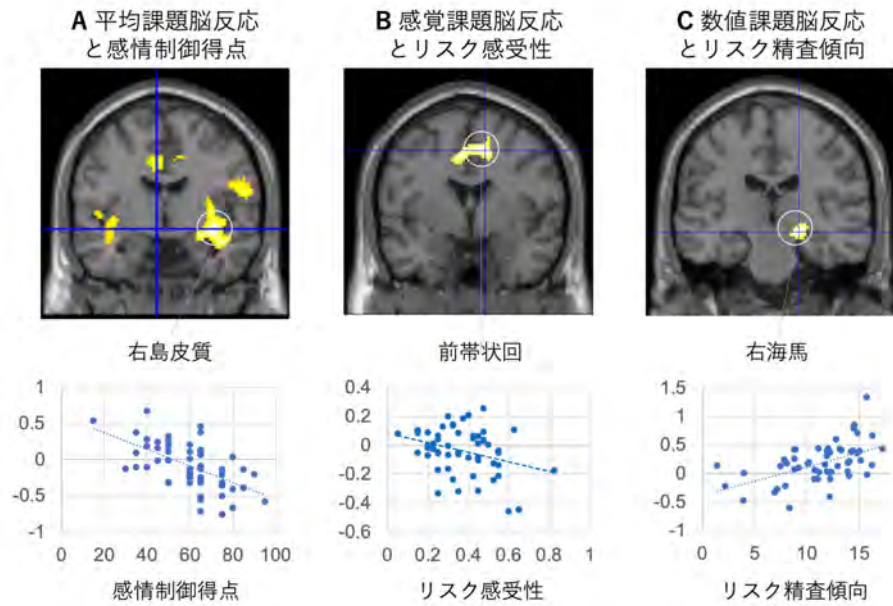 A 平均課題脳反応
と感情制御得点
B 感覚課題脳反応
とリスク感受性
C 数値課題脳反応
とリスク精査傾向
右島皮質
前帯状回
右海馬
1
0.5
0
-0.5
-1
0 20 40 60 80 100
感情制御得点
0.4
0.2
0
-0.2
-0.4
-0.6
0 0.2 0.4 0.6 0.8 1
リスク感受性
1.5
1
0.5
0
-0.5
-1
0 5 10 15
リスク精査傾向